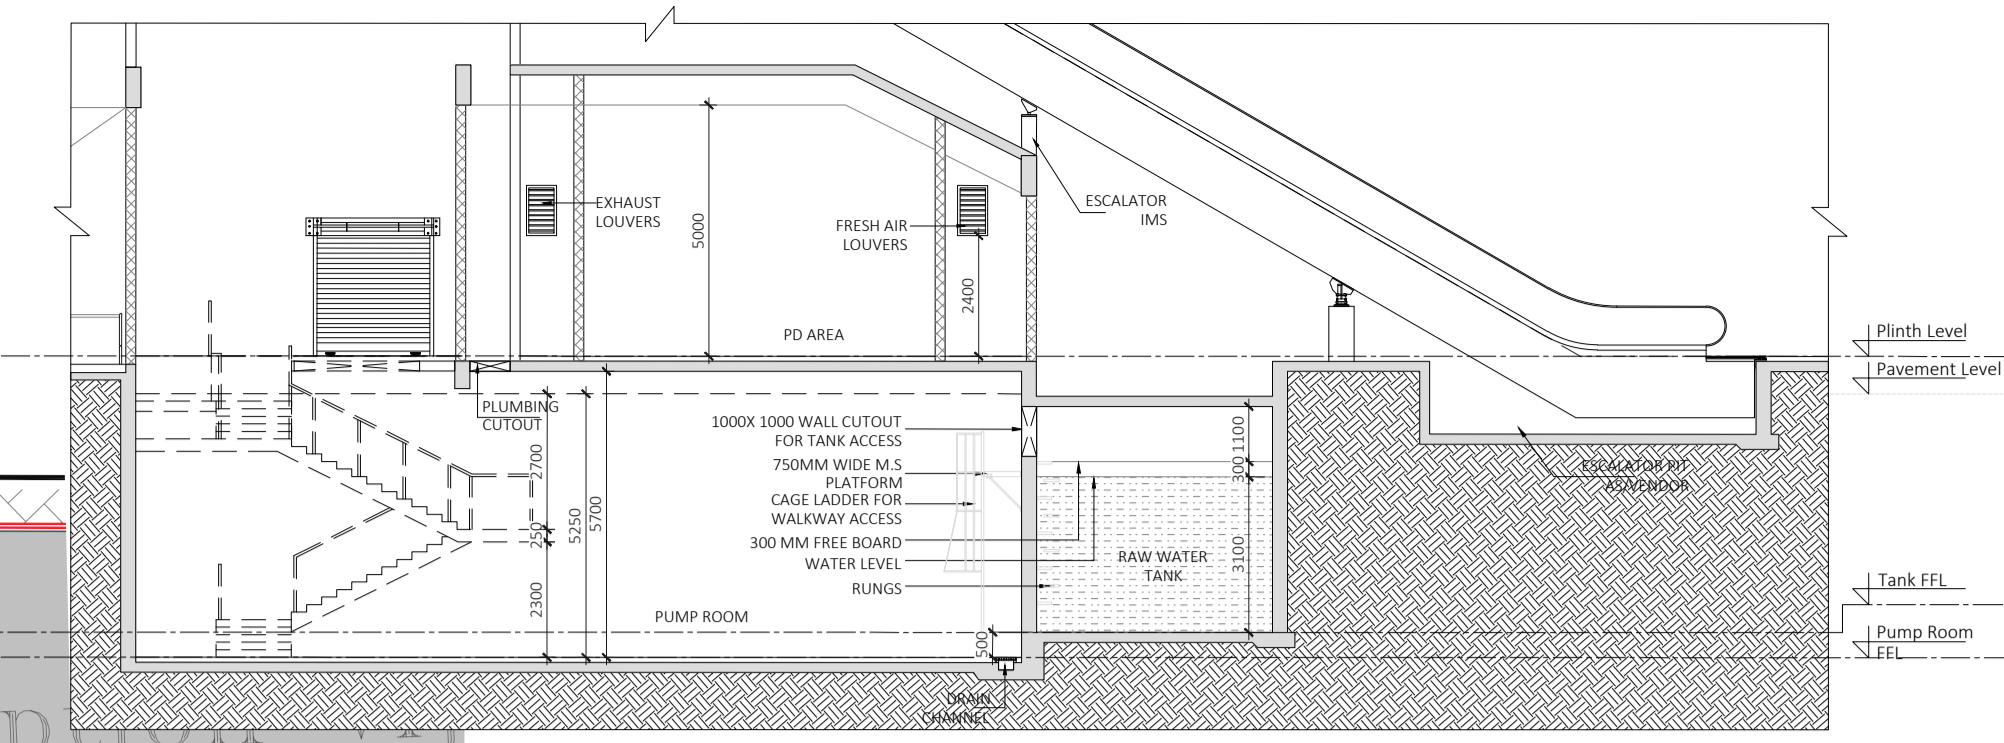 EXHAUST
LOUVERS
5000
FRESH AIR
LOUVERS
2400
ESCALATOR
IMS
PD AREA
Plinth Level
Pavement Level
PLUMBING
CUTOUT
2700
250
2300
5250
5700
1000X 1000 WALL CUTOUT
FOR TANK ACCESS
750MM WIDE M.S
PLATFORM
CAGE LADDER FOR
WALKWAY ACCESS
300 MM FREE BOARD
WATER LEVEL
RUNGS
1100
300
3100
RAW WATER
TANK
ESCALATOR PIT
AS/VENDOR
PUMP ROOM
500
DRAIN
CHANNEL
Tank FFL
Pump Room
FFL